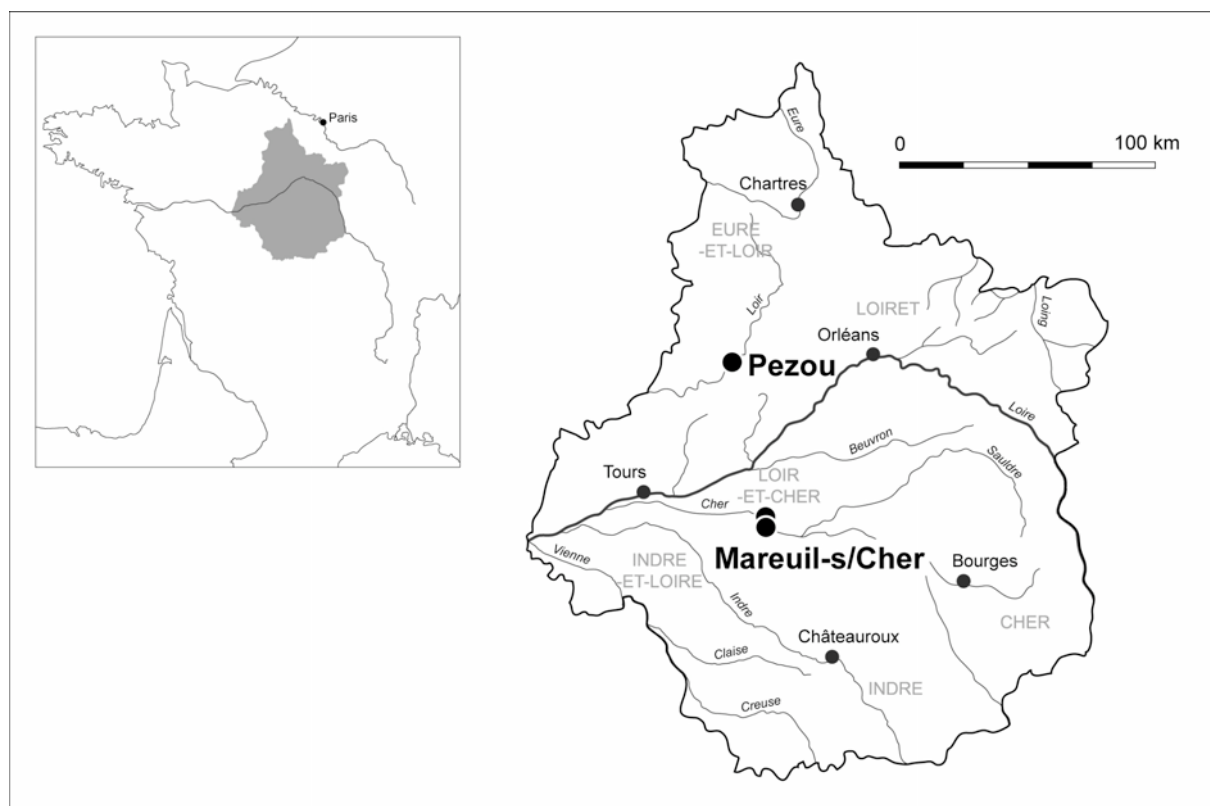 Paris
0 100 km
Eure
Chartres
EURE
-ET-LOIR
Loir
LOIRET
Loing
Orléans
Pezou
Loire
Beuvron
Sauldre
Tours
LOIR
-ET-CHER
Cher
Mareuil-s/Cher
Vienne
INDRE
-ET-LOIRE
Bourges
Indre
CHER
Châteauroux
Claise
INDRE
Creuse